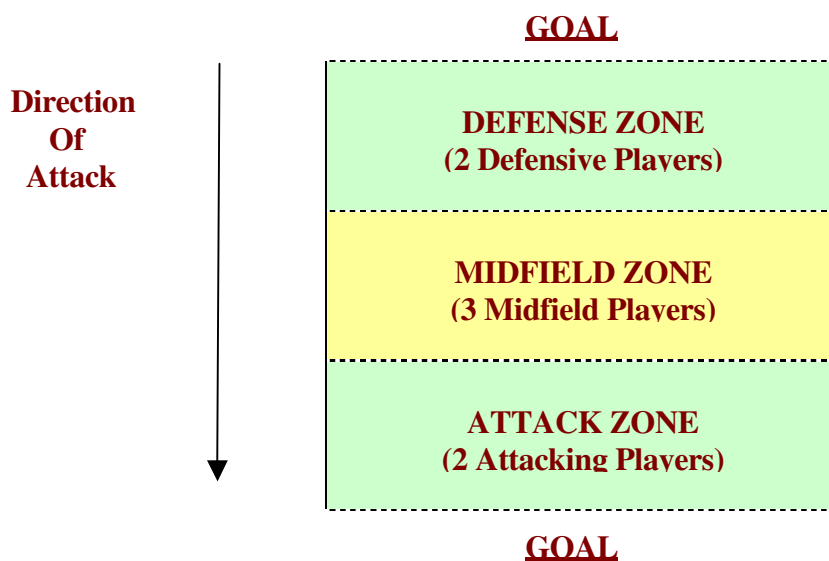 GOAL
Direction
Of
Attack
DEFENSE ZONE
(2 Defensive Players)
MIDFIELD ZONE
(3 Midfield Players)
ATTACK ZONE
(2 Attacking Players)
GOAL